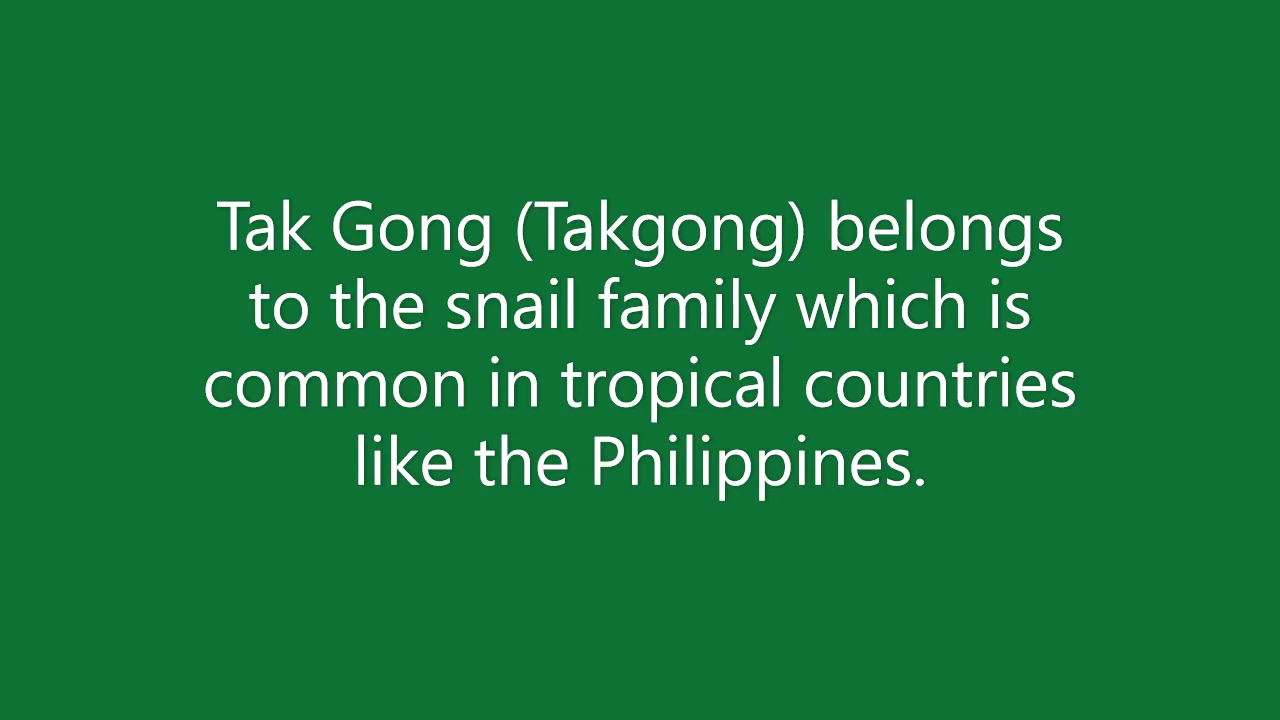 Tak Gong (Takgong) belongs
to the snail family which is
common in tropical countries
like the Philippines.